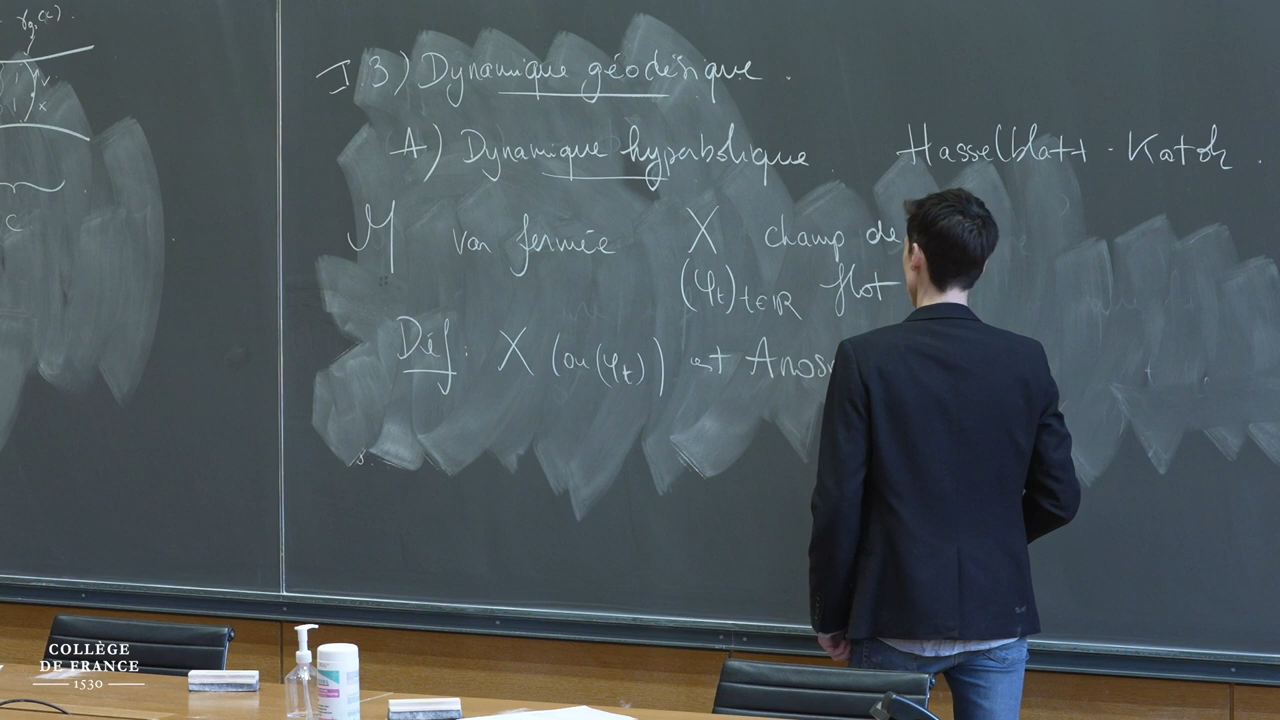 I.3) Dynamique géodésique.
A) Dynamique hyperbolique
Hasselblatt - Katok.
M var fermée X champ de
(φt)t∈ℝ flot
Déf: X (ou (φt)) est Anos
C
COLLÈGE
DE FRANCE
1530